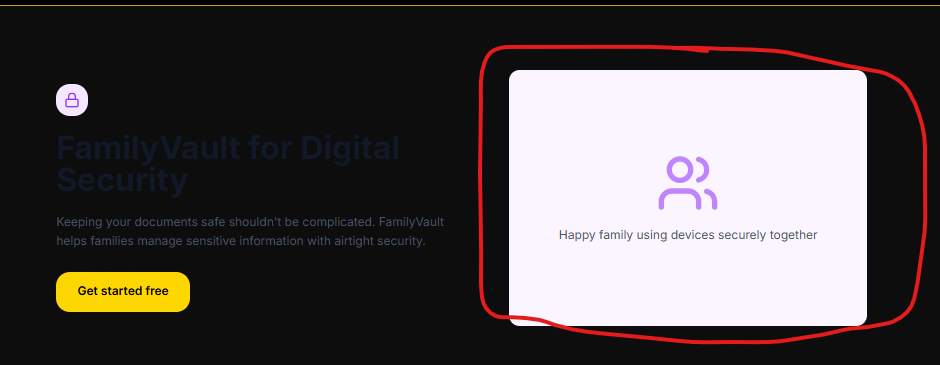 FamilyVault for Digital
Security
Keeping your documents safe shouldn't be complicated. FamilyVault
helps families manage sensitive information with airtight security.
Get started free
Happy family using devices securely together